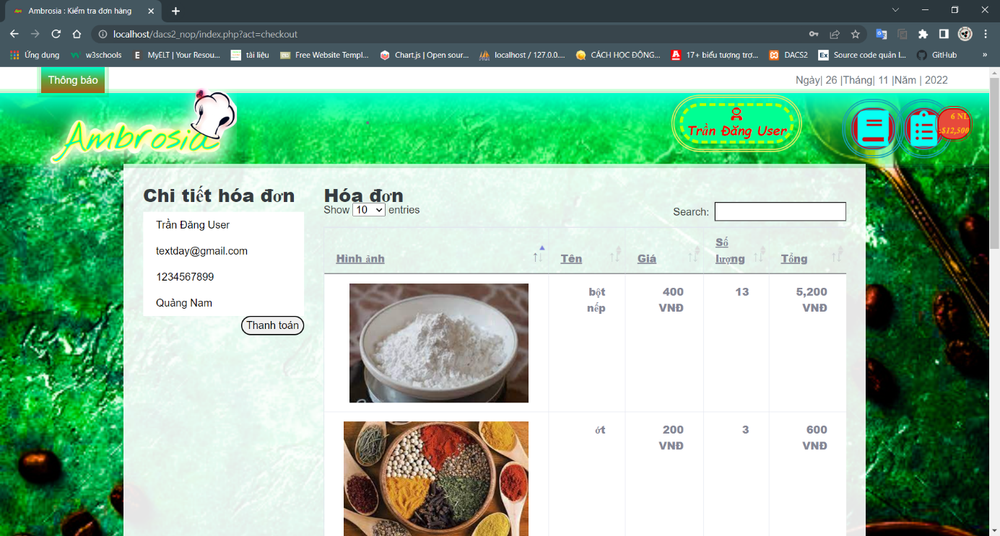 Ambrosia : Kiểm tra đơn hàng
localhost/dacs2_nop/index.php?act=checkout
Ứng dụng w3schools MyELT | Your Resou... tài liệu Free Website Templ... Chart.js | Open sour... localhost / 127.0.0.... CÁCH HỌC ĐỘNG... 17+ biểu tượng trợ... DACS2 Source code quản l... GitHub »
Thông báo
Ngày| 26 |Tháng| 11 |Năm | 2022
Ambrosia
Trần Đăng User
6 NL
:$12,500
Chi tiết hóa đơn
Trần Đăng User
textday@gmail.com
1234567899
Quảng Nam
Thanh toán
Hóa đơn
Show 10 entries
Search:
Hình ảnh Tên Giá Số lượng Tổng
bột nếp 400 VNĐ 13 5,200 VNĐ
ớt 200 VNĐ 3 600 VNĐ